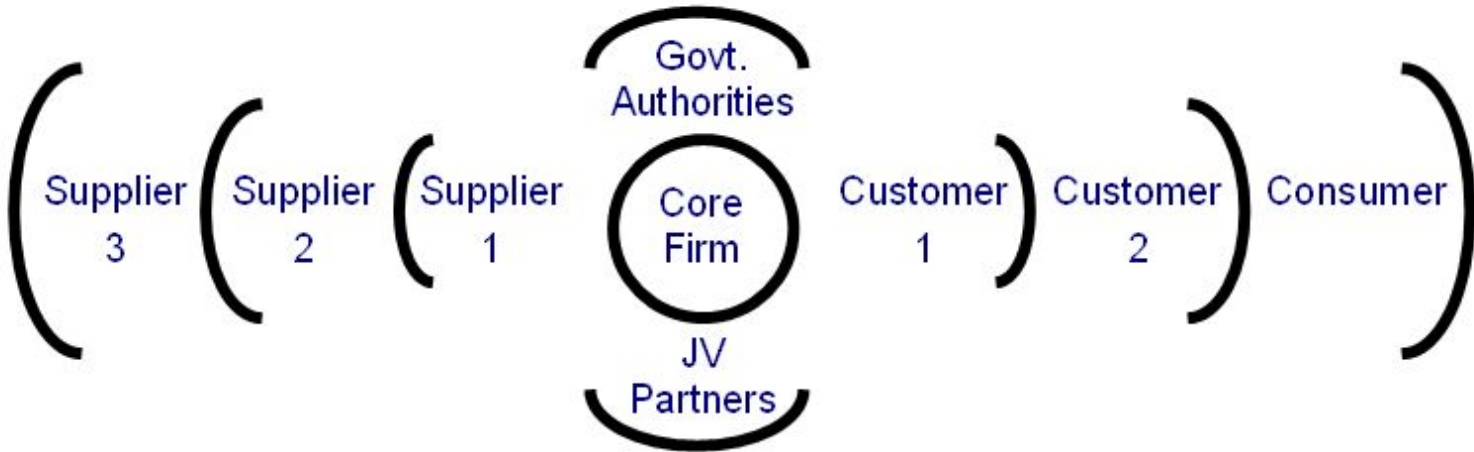 Govt.
Authorities
Supplier
3
Supplier
2
Supplier
1
Core
Firm
Customer
1
Customer
2
Consumer
JV
Partners